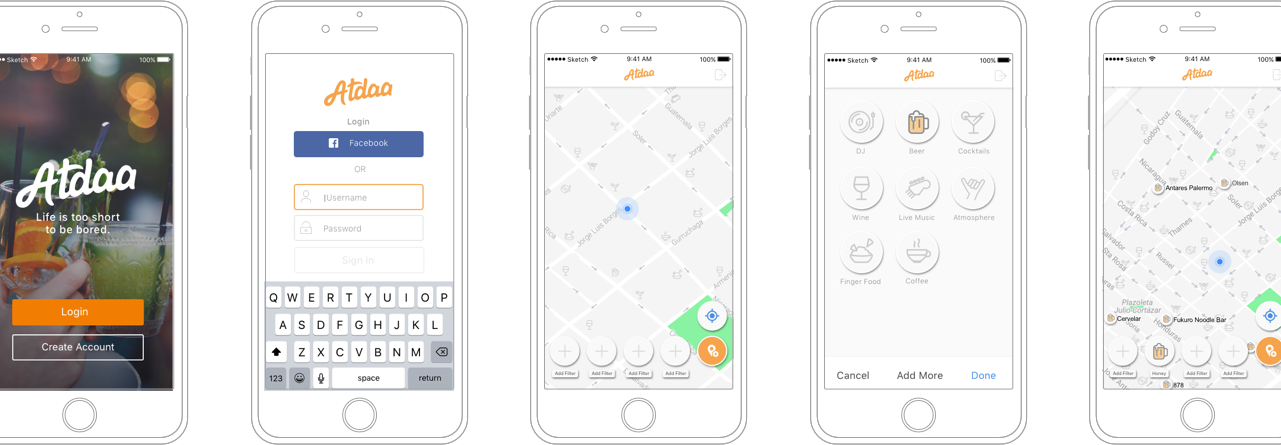 Sketch 9:41 AM 100%
Atdaa
Life is too short
to be bored.
Login
Create Account
Atdaa
Login
Facebook
OR
Username
Password
Sign In
Q W E R T Y U I O P
A S D F G H J K L
Z X C V B N M
123 space return
Sketch 9:41 AM 100%
Atdaa
Guatemala
Soler
Jorge Luis Borges
Jorge Luis Borges
Gurruchaga
Add Filter Add Filter Add Filter Add Filter
Sketch 9:41 AM 100%
Atdaa
DJ Beer Cocktails
Wine Live Music Atmosphere
Finger Food Coffee
Cancel Add More Done
Sketch 9:41 AM 100%
Atdaa
Godoy Cruz
Guatemala
Nicaragua
Antares Palermo
Olsen
Costa Rica
Thames
Soler
Jorge Luis Borges
Russel
Plazoleta
Julio Cortázar
Cervelar
Fukuro Noodle Bar
Honduras
Add Filter Honey Add Filter Add Filter
878